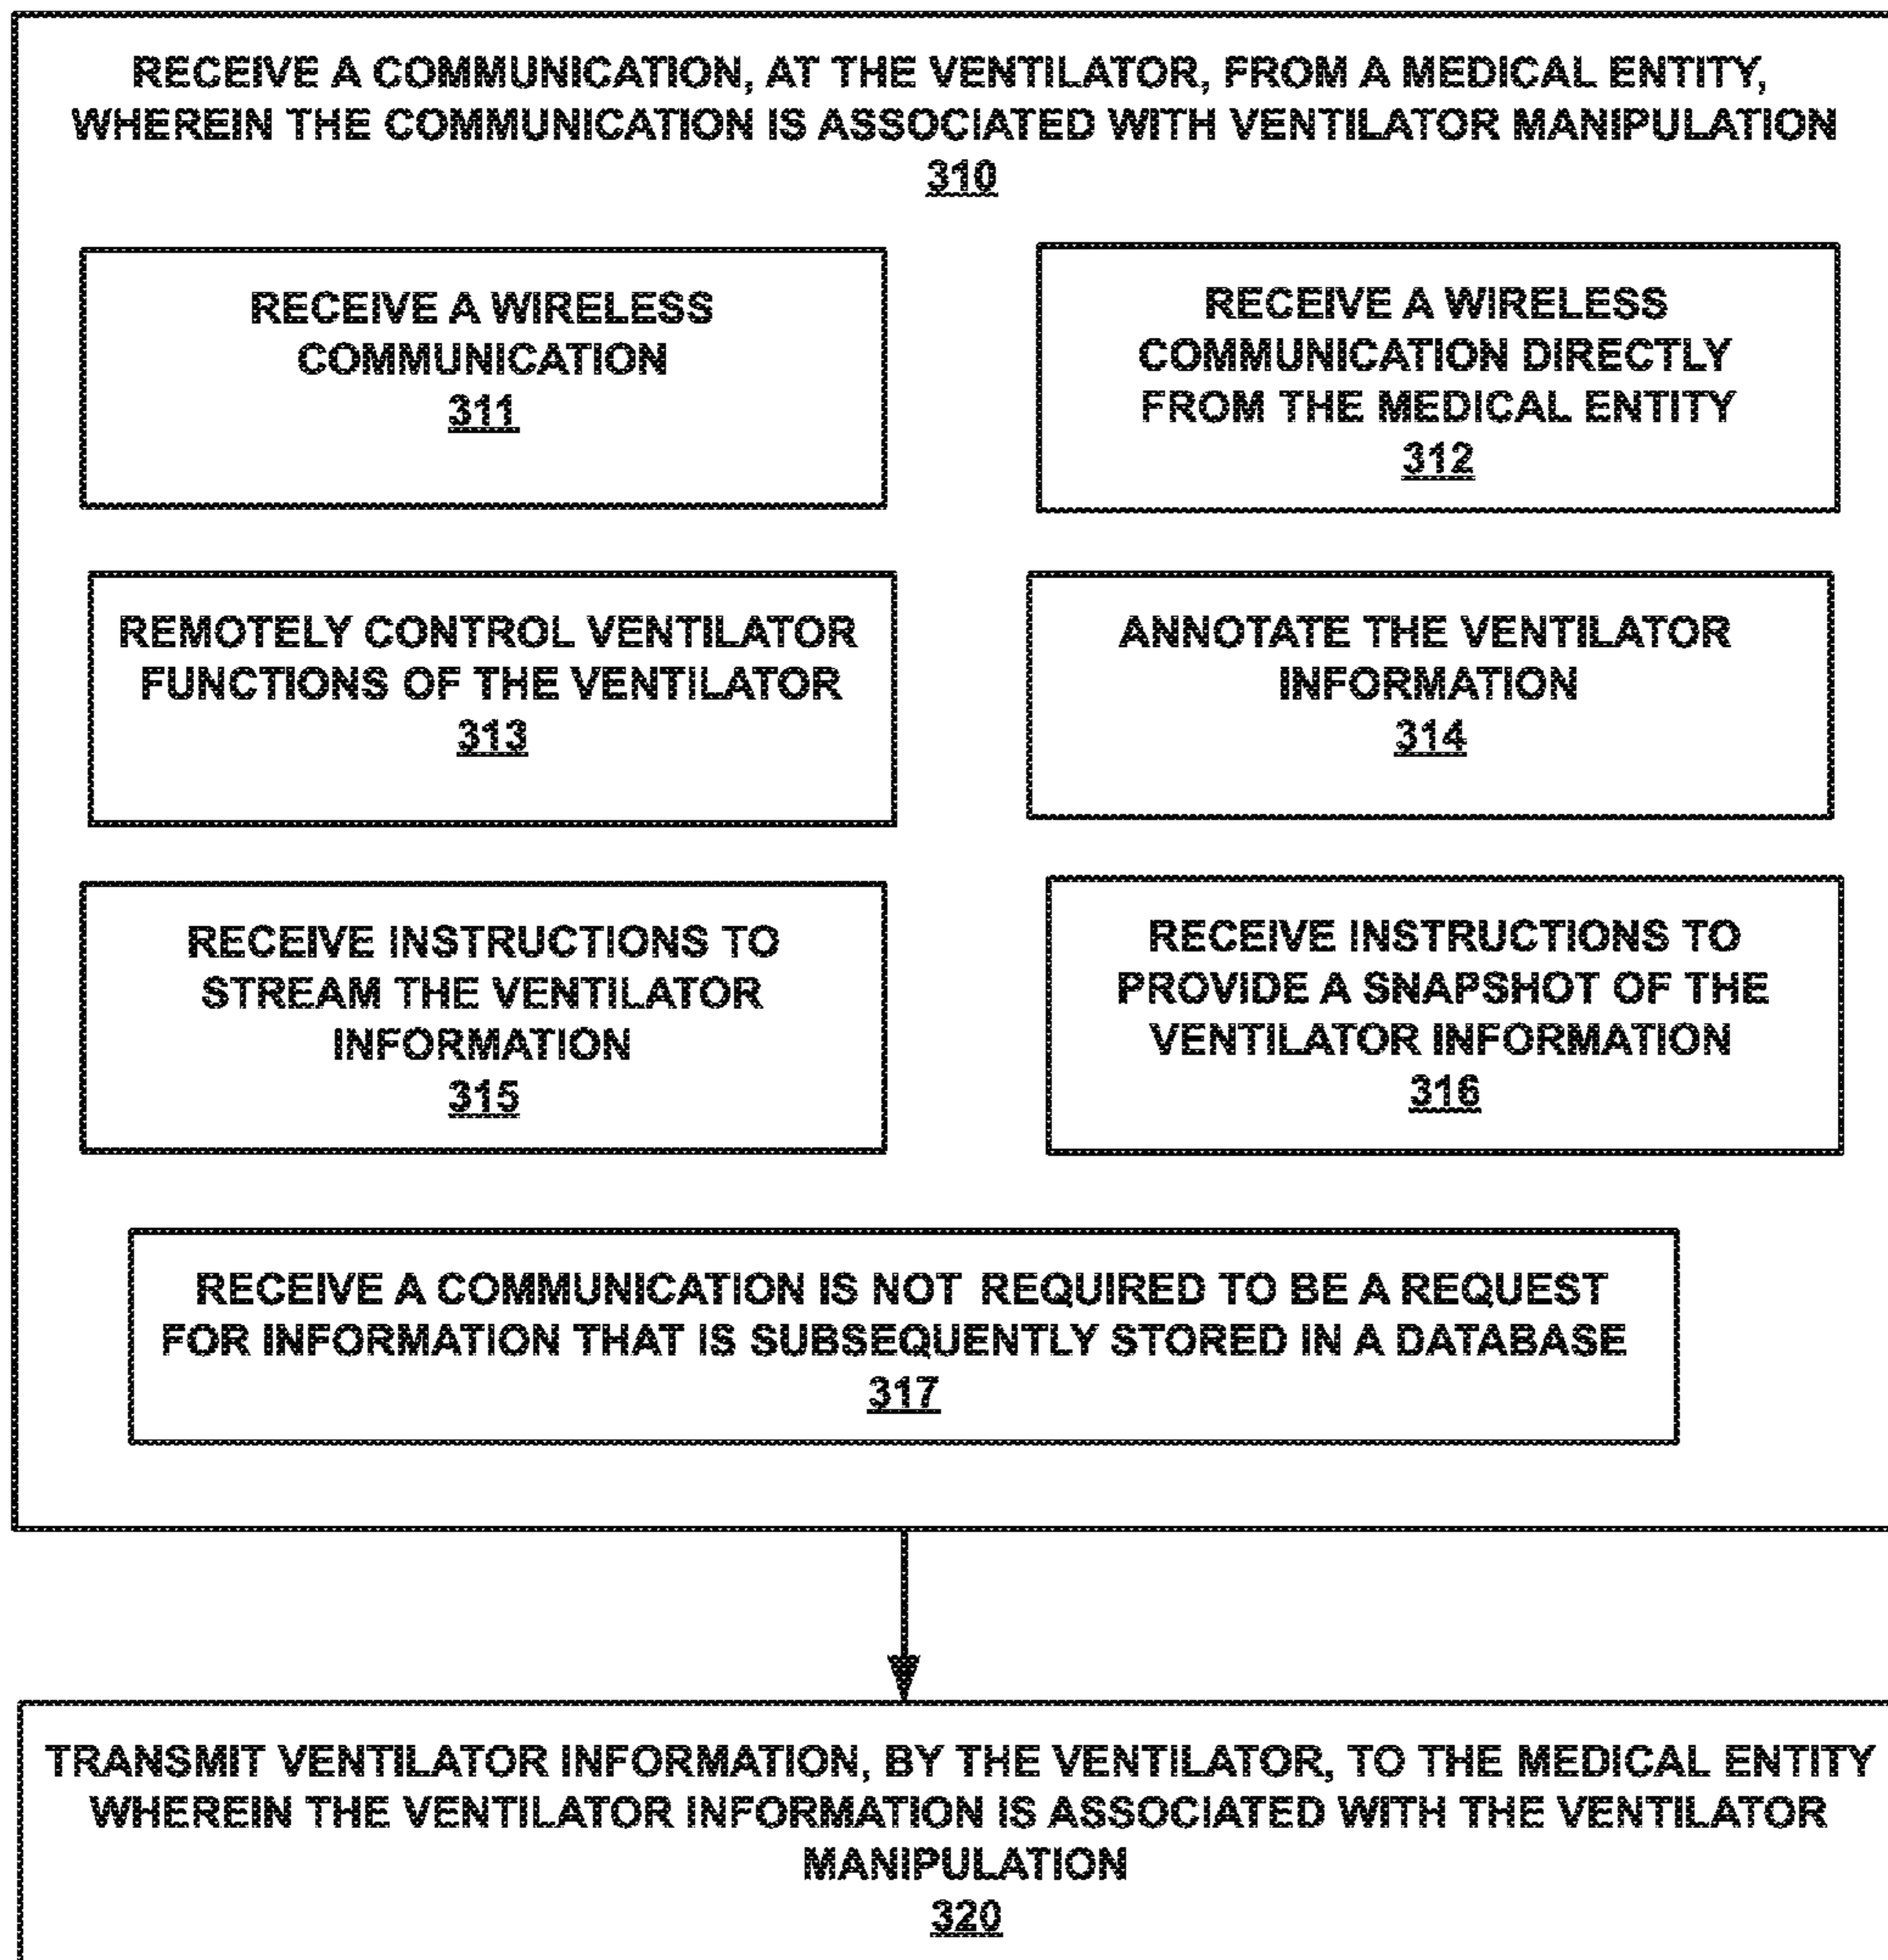 RECEIVE A COMMUNICATION, AT THE VENTILATOR, FROM A MEDICAL ENTITY,
WHEREIN THE COMMUNICATION IS ASSOCIATED WITH VENTILATOR MANIPULATION
310
RECEIVE A WIRELESS
COMMUNICATION
311
RECEIVE A WIRELESS
COMMUNICATION DIRECTLY
FROM THE MEDICAL ENTITY
312
REMOTELY CONTROL VENTILATOR
FUNCTIONS OF THE VENTILATOR
313
ANNOTATE THE VENTILATOR
INFORMATION
314
RECEIVE INSTRUCTIONS TO
STREAM THE VENTILATOR
INFORMATION
315
RECEIVE INSTRUCTIONS TO
PROVIDE A SNAPSHOT OF THE
VENTILATOR INFORMATION
316
RECEIVE A COMMUNICATION IS NOT REQUIRED TO BE A REQUEST
FOR INFORMATION THAT IS SUBSEQUENTLY STORED IN A DATABASE
317
TRANSMIT VENTILATOR INFORMATION, BY THE VENTILATOR, TO THE MEDICAL ENTITY
WHEREIN THE VENTILATOR INFORMATION IS ASSOCIATED WITH THE VENTILATOR
MANIPULATION
320